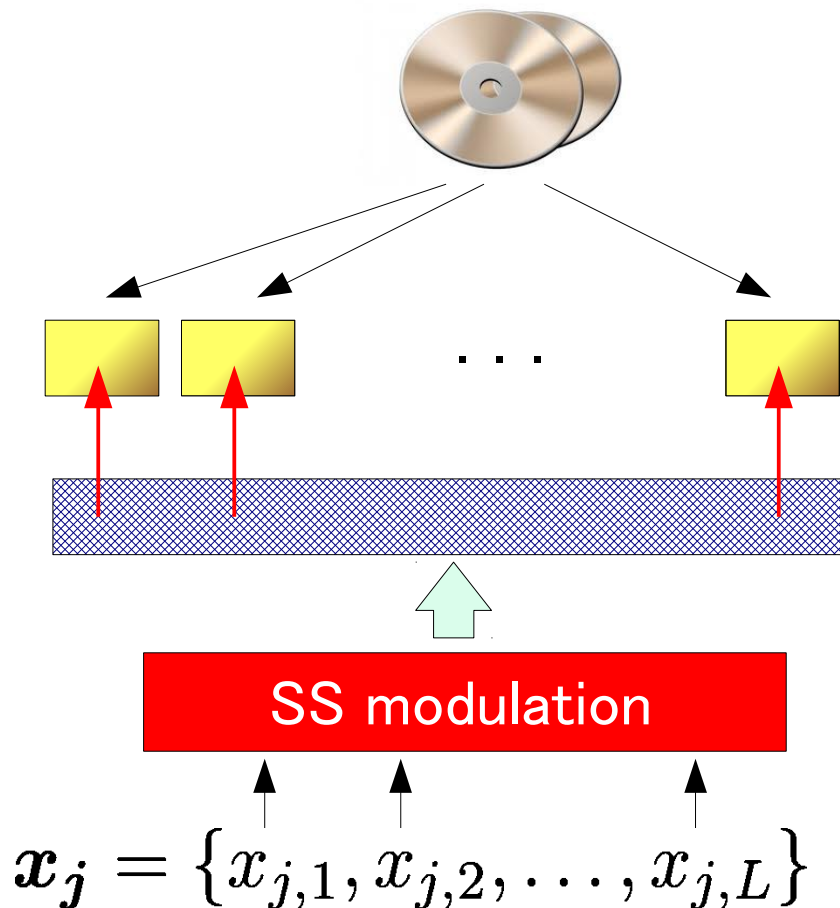 . . .
SS modulation
x_j = {x_{j,1}, x_{j,2}, . . . , x_{j,L}}